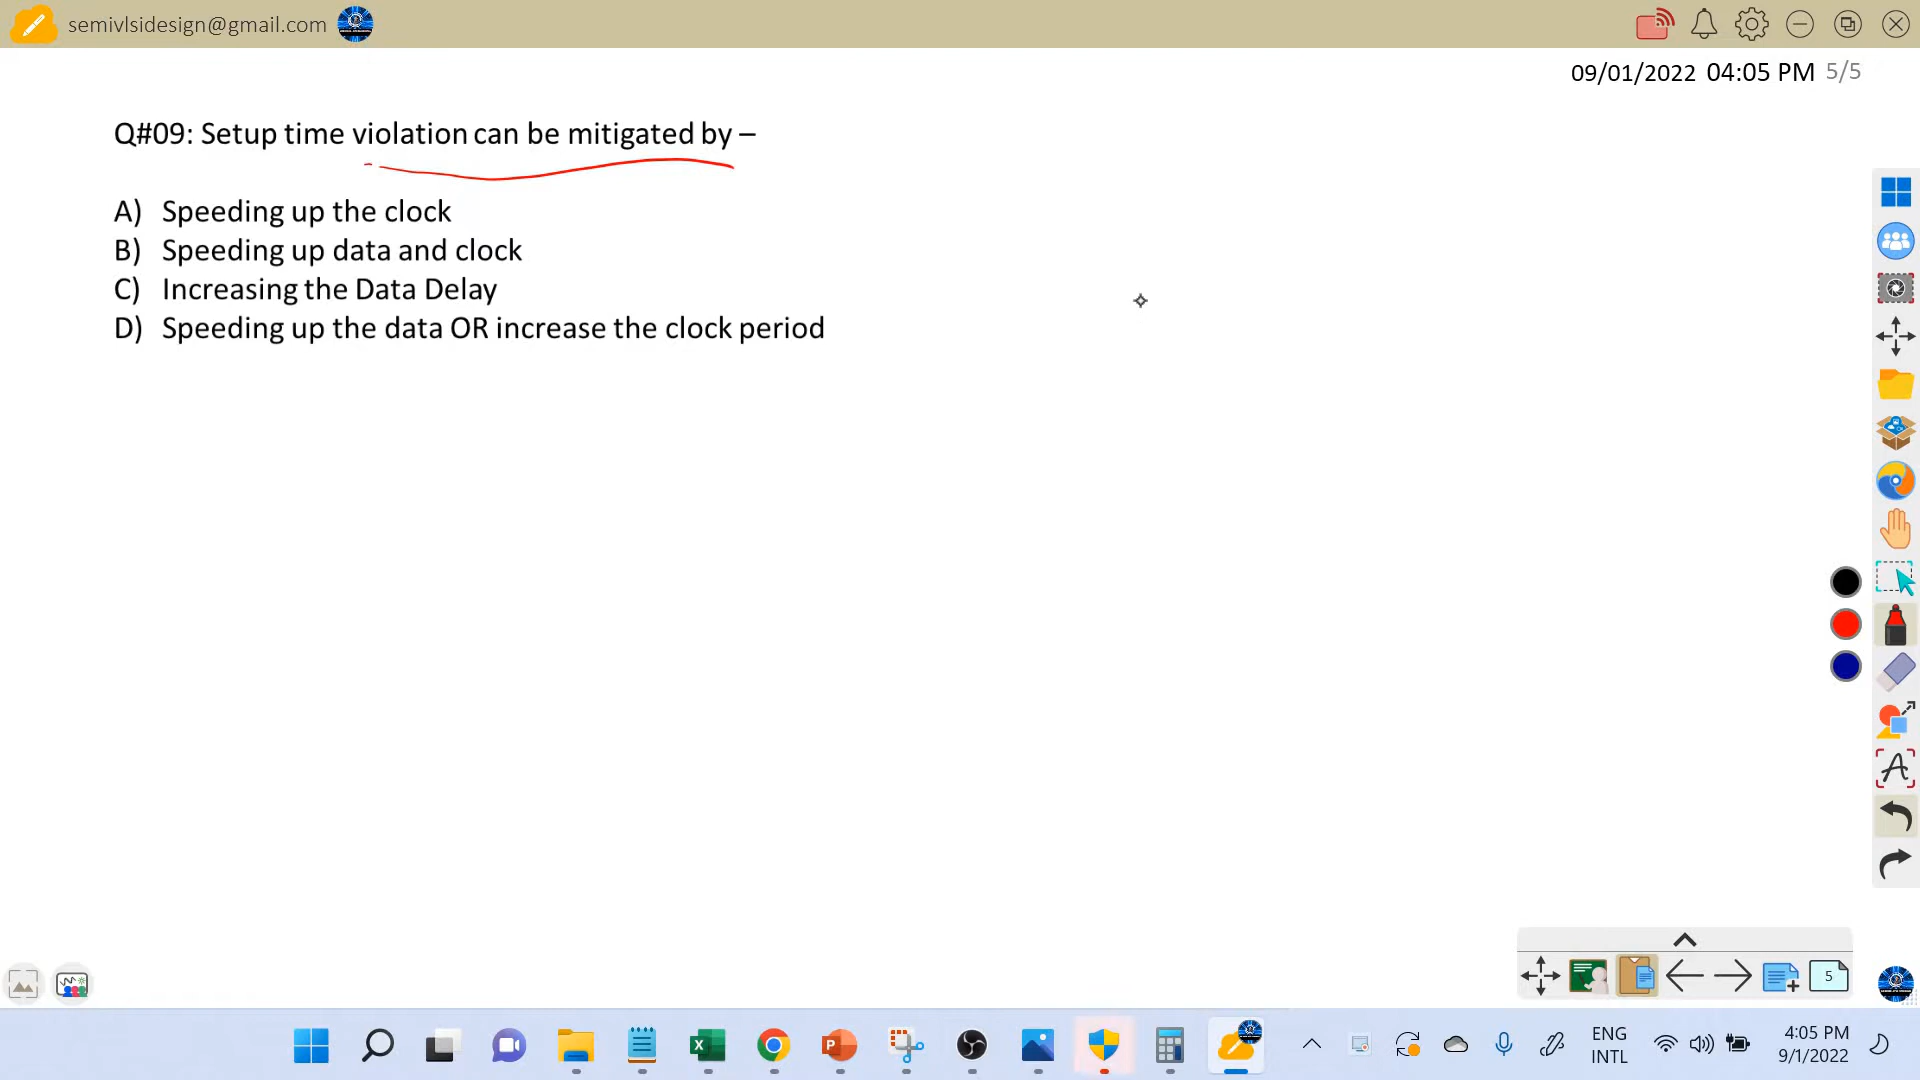 semivlsidesign@gmail.com
09/01/2022 04:05 PM 5/5
Q#09: Setup time violation can be mitigated by –
A) Speeding up the clock
B) Speeding up data and clock
C) Increasing the Data Delay
D) Speeding up the data OR increase the clock period
5
ENG
INTL
4:05 PM
9/1/2022